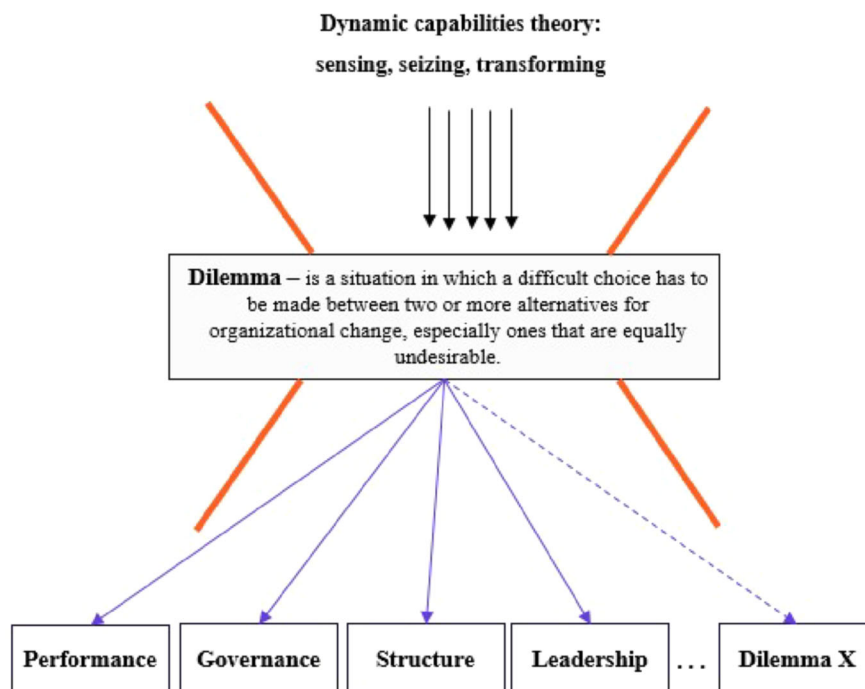 Dynamic capabilities theory:
sensing, seizing, transforming
Dilemma – is a situation in which a difficult choice has to
be made between two or more alternatives for
organizational change, especially ones that are equally
undesirable.
Performance
Governance
Structure
Leadership
...
Dilemma X